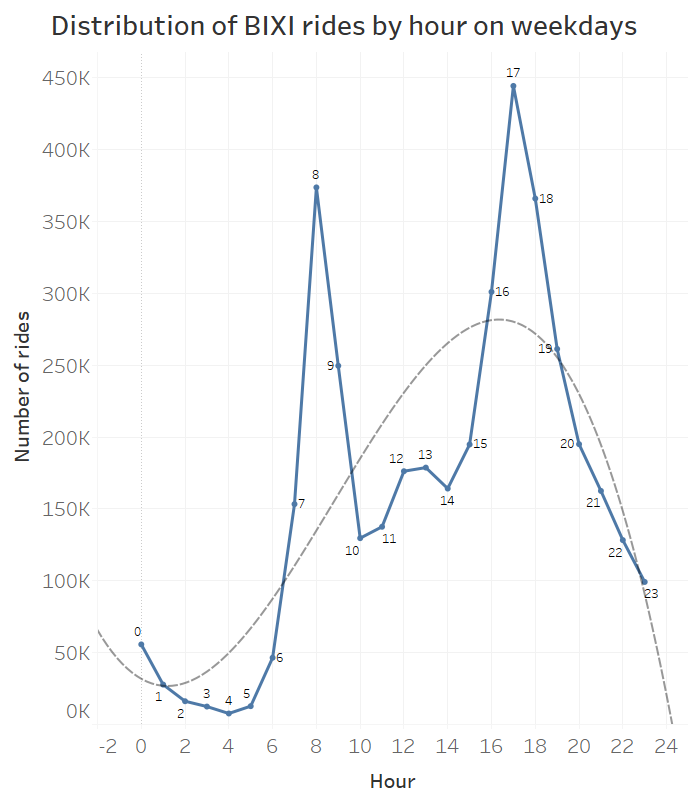 Distribution of BIXI rides by hour on weekdays
450K
400K
350K
300K
250K
200K
150K
100K
50K
0K
Number of rides
0
1
2
3
4
5
6
7
8
9
10
11
12
13
14
15
16
17
18
19
20
21
22
23
-2 0 2 4 6 8 10 12 14 16 18 20 22 24
Hour